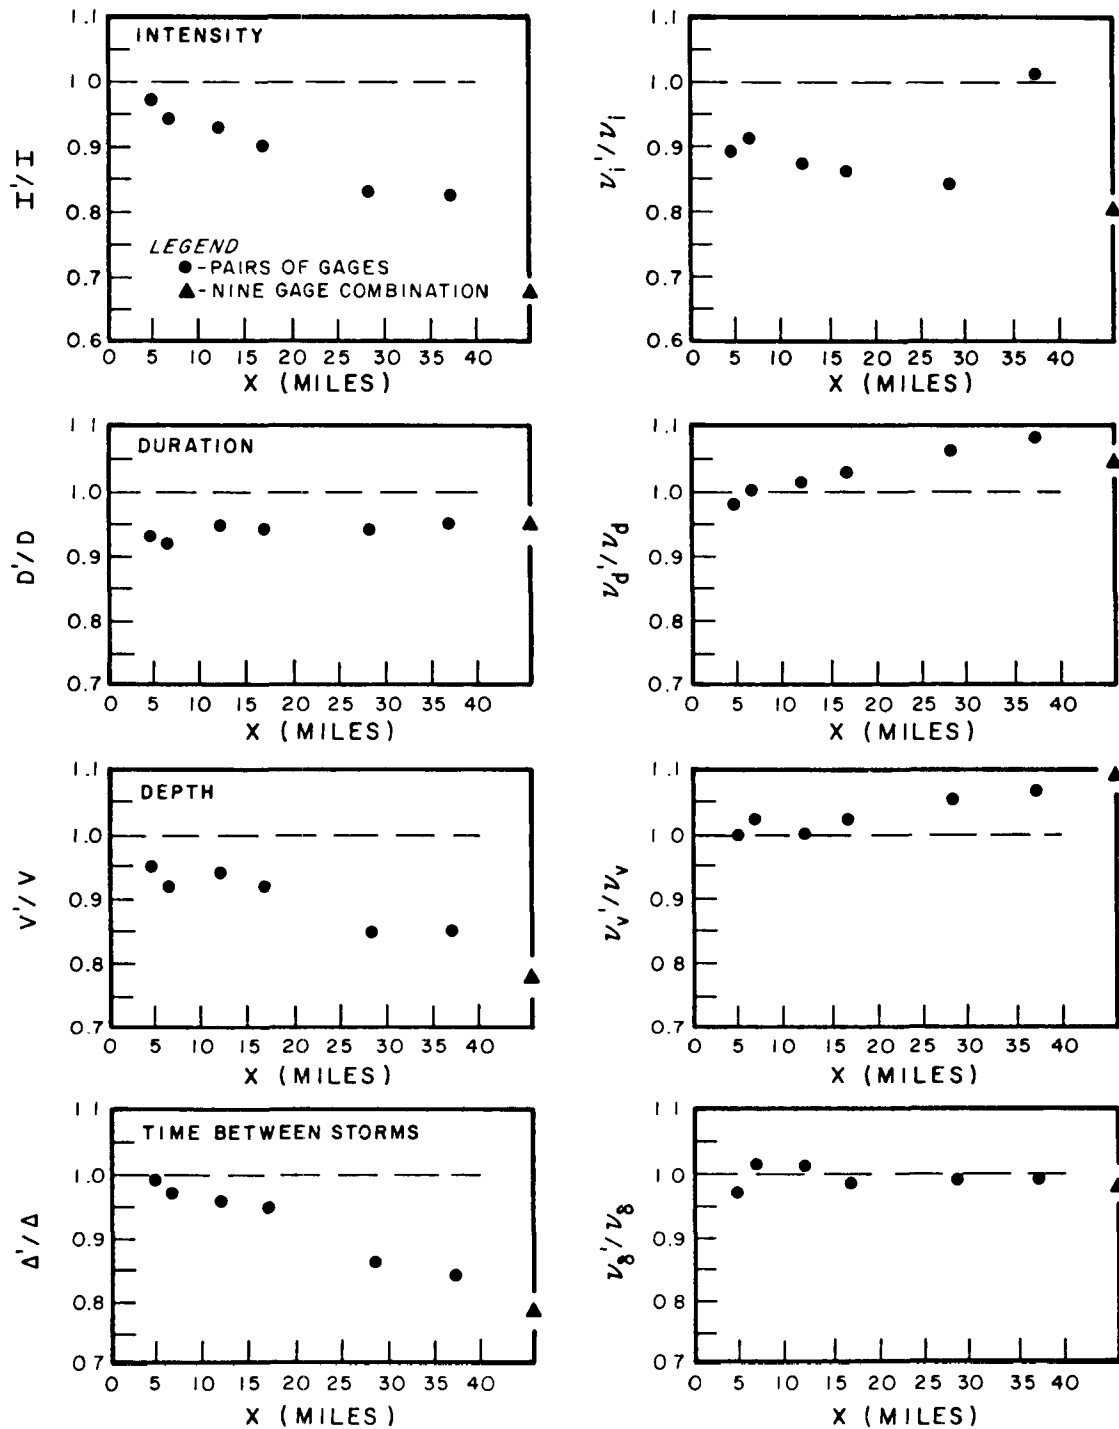 INTENSITY
1.1
1.0
0.9
0.8
0.7
0.6
I'/I
LEGEND
●-PAIRS OF GAGES
▲-NINE GAGE COMBINATION
0 5 10 15 20 25 30 35 40
X (MILES)
1.1
1.0
0.9
0.8
0.7
0.6
νi'/νi
0 5 10 15 20 25 30 35 40
X (MILES)
DURATION
1.1
1.0
0.9
0.8
0.7
D'/D
0 5 10 15 20 25 30 35 40
X (MILES)
1.1
1.0
0.9
0.8
0.7
νd'/νd
0 5 10 15 20 25 30 35 40
X (MILES)
DEPTH
1.1
1.0
0.9
0.8
0.7
V'/V
0 5 10 15 20 25 30 35 40
X (MILES)
1.1
1 0
0.9
0.8
0.7
νv'/νv
0 5 10 15 20 25 30 35 40
X (MILES)
TIME BETWEEN STORMS
1 1
1.0
0.9
0.8
0 7
Δ'/Δ
0 5 10 15 20 25 30 35 40
X (MILES)
1 1
1.0
0.9
0 8
0 7
νδ'/νδ
0 5 10 15 20 25 30 35 40
X (MILES)